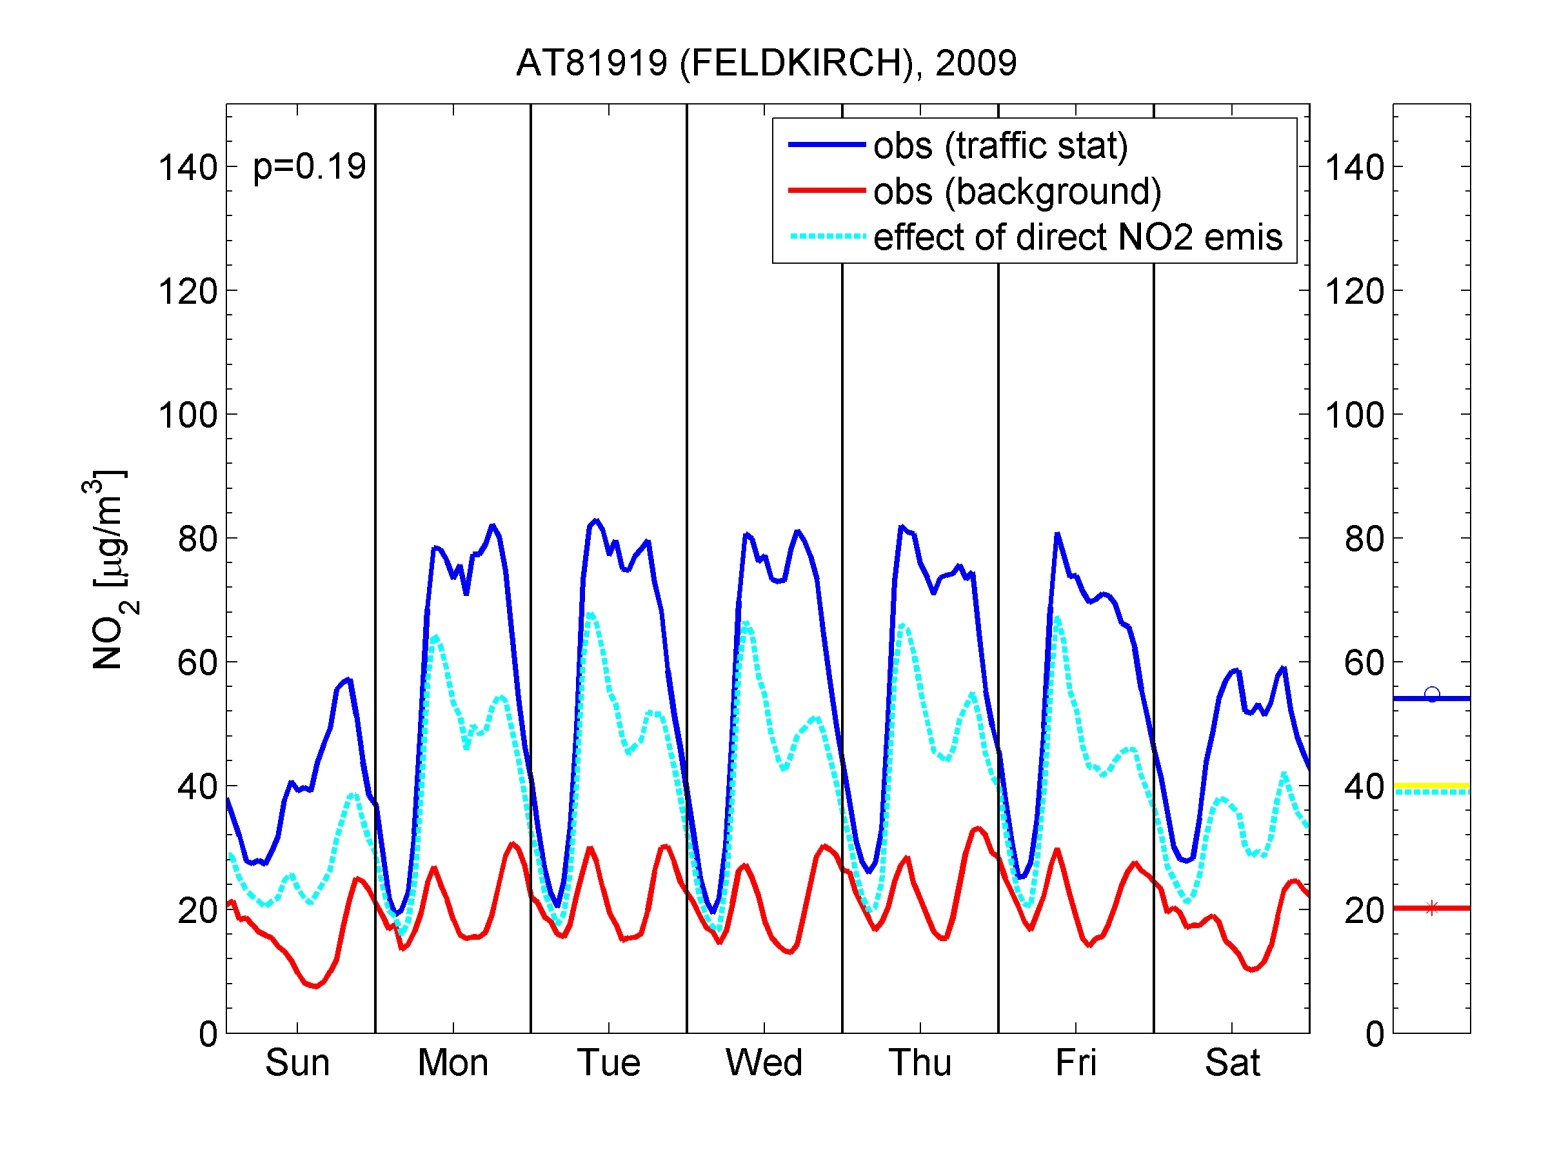 AT81919 (FELDKIRCH), 2009
p=0.19
obs (traffic stat)
obs (background)
effect of direct NO2 emis
NO2 [μg/m3]
140
120
100
80
60
40
20
0
Sun Mon Tue Wed Thu Fri Sat
140
120
100
80
60
40
20
0